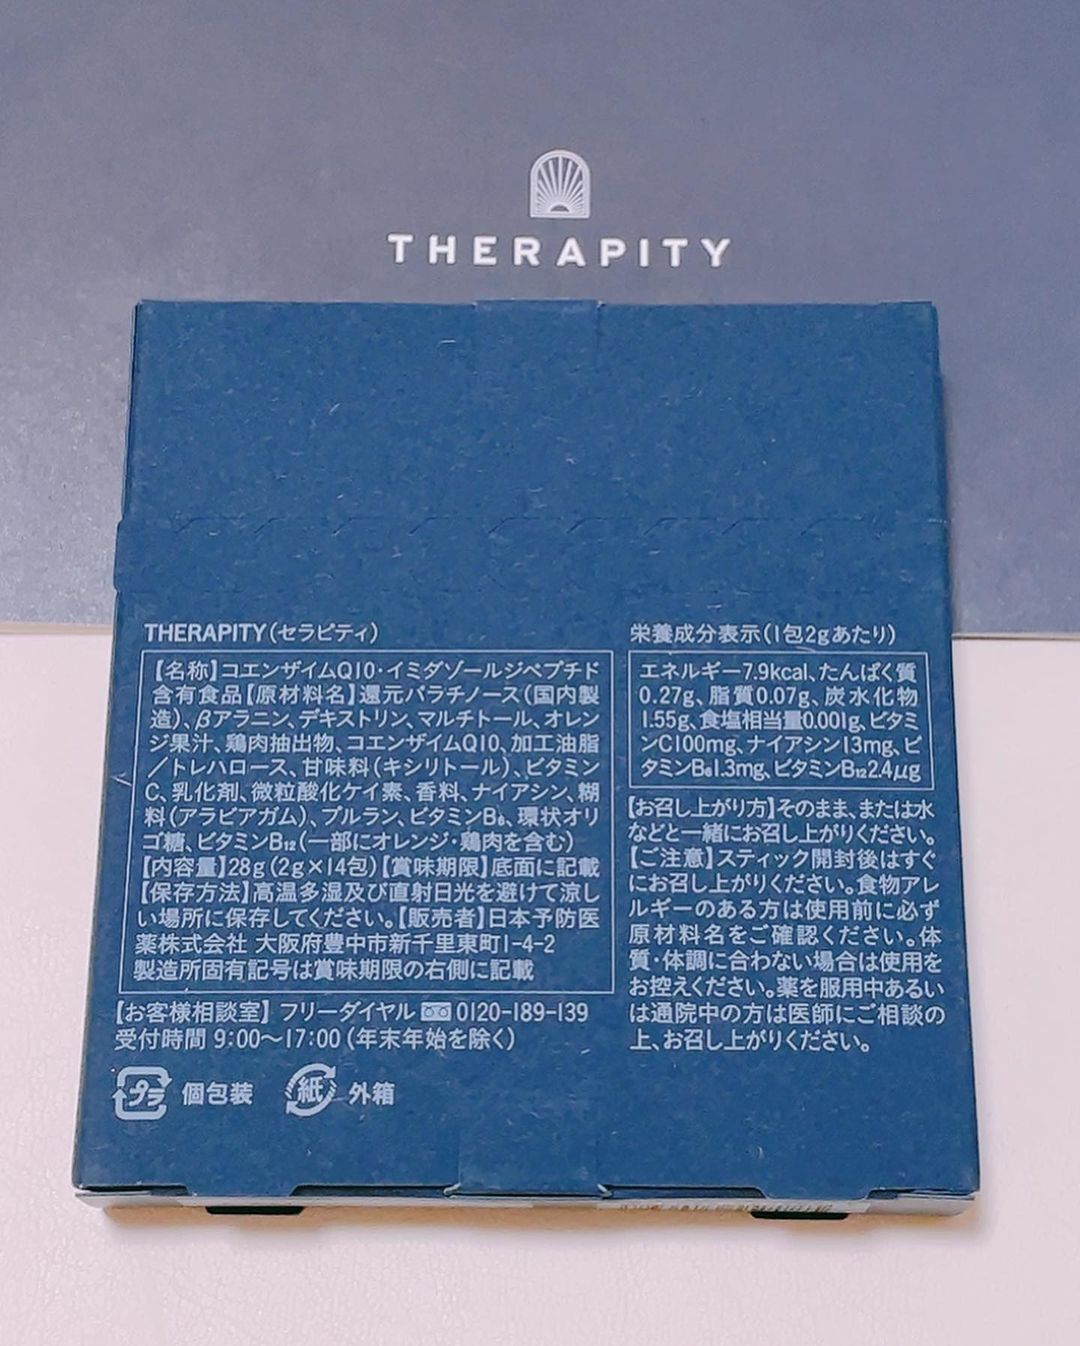 THERAPITY
THERAPITY(セラピティ)
【名称】コエンザイムQ10・イミダゾールジペプチド
含有食品【原材料名】還元パラチノース(国内製
造)、βアラニン、デキストリン、マルチトール、オレン
ジ果汁、鶏肉抽出物、コエンザイムQ10、加工油脂
/トレハロース、甘味料(キシリトール)、ビタミン
C、乳化剤、微粒酸化ケイ素、香料、ナイアシン、糊
料(アラビアガム)、プルラン、ビタミンB₆、環状オリ
ゴ糖、ビタミンB₁₂(一部にオレンジ・鶏肉を含む)
【内容量】28g(2g×14包)【賞味期限】底面に記載
【保存方法】高温多湿及び直射日光を避けて涼し
い場所に保存してください。【販売者】日本予防医
薬株式会社 大阪府豊中市新千里東町1-4-2
製造所固有記号は賞味期限の右側に記載
【お客様相談室】 フリーダイヤル 0120-189-139
受付時間 9:00〜17:00(年末年始を除く)
プラ 個包装 紙 外箱
栄養成分表示(1包2gあたり)
エネルギー7.9kcal、たんぱく質
0.27g、脂質0.07g、炭水化物
1.55g、食塩相当量0.001g、ビタミ
ンC100mg、ナイアシン13mg、ビ
タミンB₆1.3mg、ビタミンB₁₂2.4μg
【お召し上がり方】そのまま、または水
などと一緒にお召し上がりください。
【ご注意】スティック開封後はすぐ
にお召し上がりください。食物アレ
ルギーのある方は使用前に必ず
原材料名をご確認ください。体
質・体調に合わない場合は使用を
お控えください。薬を服用中あるい
は通院中の方は医師にご相談の
上、お召し上がりください。